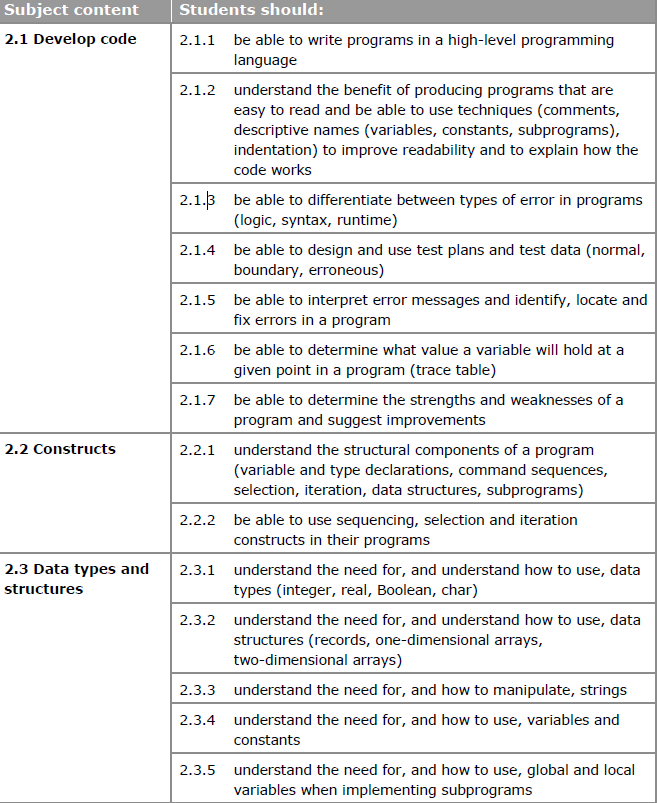 Subject content Students should:
2.1 Develop code 2.1.1 be able to write programs in a high-level programming
language
2.1.2 understand the benefit of producing programs that are
easy to read and be able to use techniques (comments,
descriptive names (variables, constants, subprograms),
indentation) to improve readability and to explain how the
code works
2.1.3 be able to differentiate between types of error in programs
(logic, syntax, runtime)
2.1.4 be able to design and use test plans and test data (normal,
boundary, erroneous)
2.1.5 be able to interpret error messages and identify, locate and
fix errors in a program
2.1.6 be able to determine what value a variable will hold at a
given point in a program (trace table)
2.1.7 be able to determine the strengths and weaknesses of a
program and suggest improvements
2.2 Constructs 2.2.1 understand the structural components of a program
(variable and type declarations, command sequences,
selection, iteration, data structures, subprograms)
2.2.2 be able to use sequencing, selection and iteration
constructs in their programs
2.3 Data types and
structures
2.3.1 understand the need for, and understand how to use, data
types (integer, real, Boolean, char)
2.3.2 understand the need for, and understand how to use, data
structures (records, one-dimensional arrays,
two-dimensional arrays)
2.3.3 understand the need for, and how to manipulate, strings
2.3.4 understand the need for, and how to use, variables and
constants
2.3.5 understand the need for, and how to use, global and local
variables when implementing subprograms